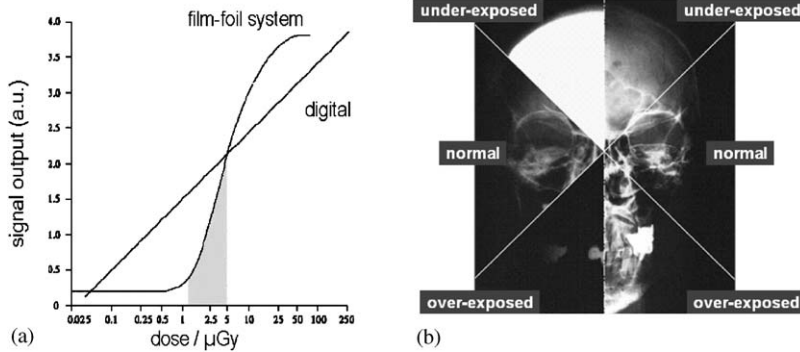 film-foil system
digital
signal output (a.u.)
4.0
3.5
3.0
2.5
2.0
1.5
1.0
0.5
0.0
0.025 0.1 0.25 0.5 1 2.5 5 10 25 50 100 250
dose / µGy
(a)
under-exposed under-exposed
normal normal
over-exposed over-exposed
(b)